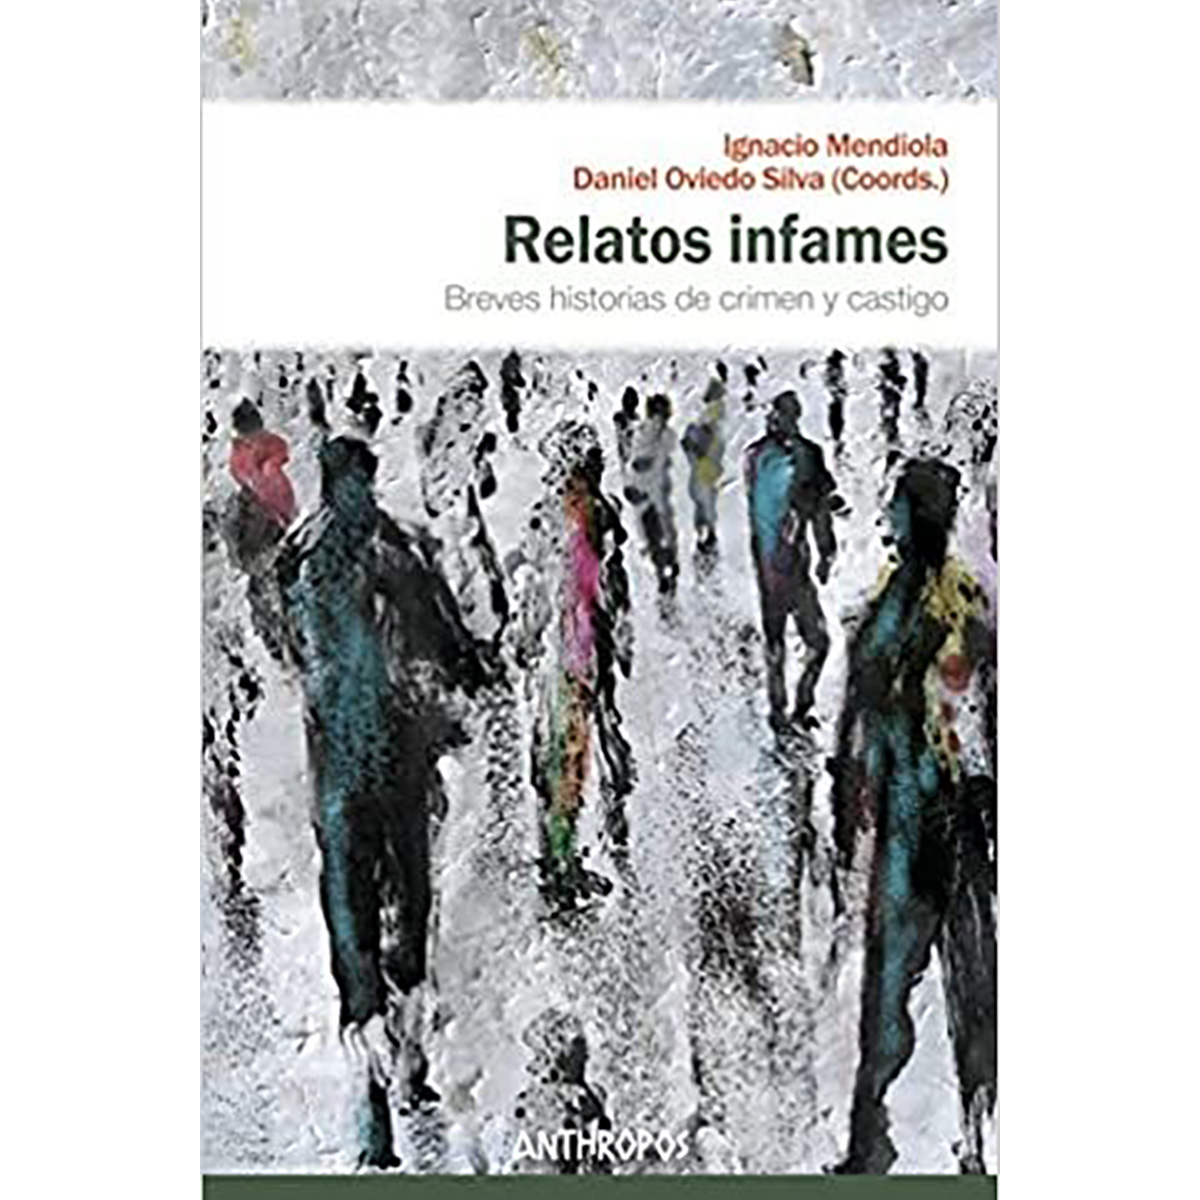 Ignacio Mendiola
Daniel Oviedo Silva (Coords.)
Relatos infames
Breves historias de crimen y castigo
ANTHROPOS